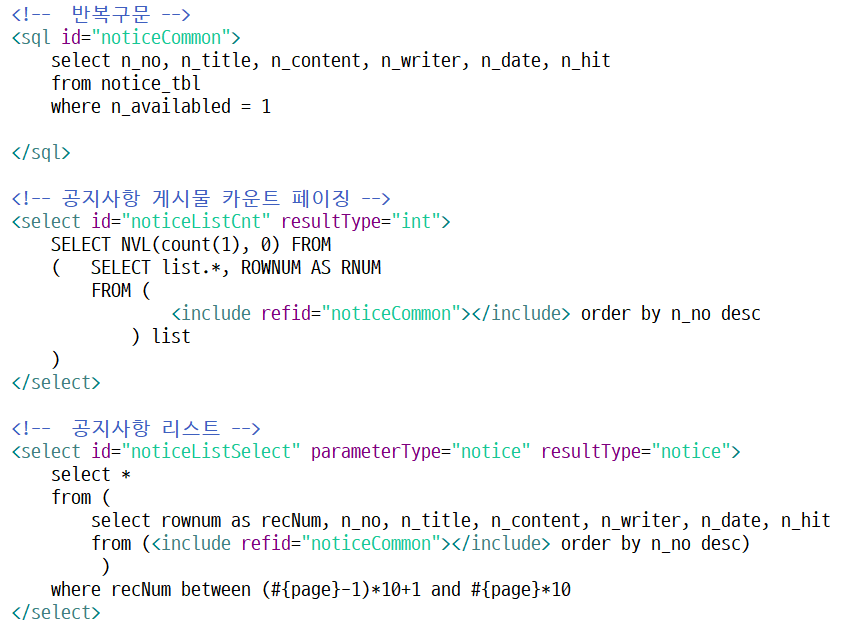 <!--  반복구문 -->
<sql id="noticeCommon">
    select n_no, n_title, n_content, n_writer, n_date, n_hit
    from notice_tbl
    where n_availabled = 1
</sql>
<!-- 공지사항 게시물 카운트 페이징 -->
<select id="noticeListCnt" resultType="int">
    SELECT NVL(count(1), 0) FROM
    (   SELECT list.*, ROWNUM AS RNUM
        FROM (
                <include refid="noticeCommon"></include> order by n_no desc
            ) list
    )
</select>
<!--  공지사항 리스트 -->
<select id="noticeListSelect" parameterType="notice" resultType="notice">
    select *
    from (
        select rownum as recNum, n_no, n_title, n_content, n_writer, n_date, n_hit
        from (<include refid="noticeCommon"></include> order by n_no desc)
         )
    where recNum between (#{page}-1)*10+1 and #{page}*10
</select>